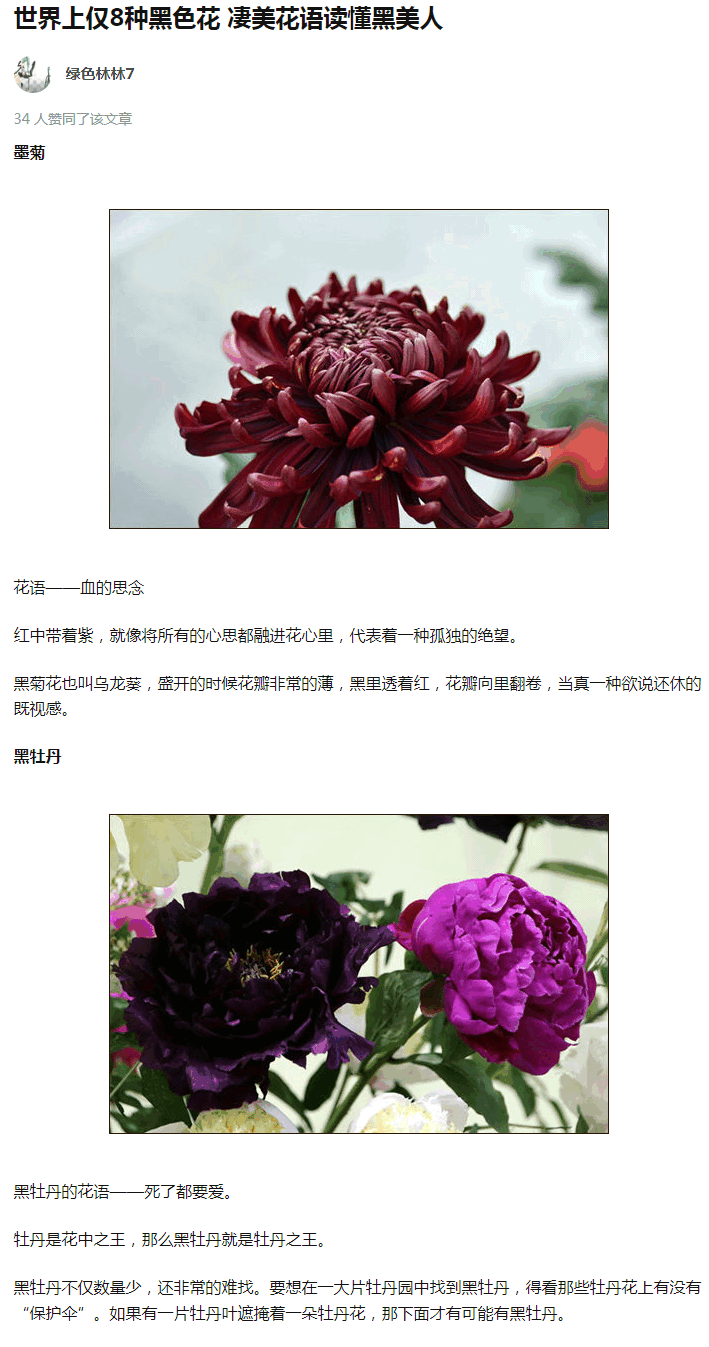 世界上仅8种黑色花 凄美花语读懂黑美人
绿色林林7
34 人赞同了该文章
墨菊
花语——血的思念
红中带着紫，就像将所有的心思都融进花心里，代表着一种孤独的绝望。
黑菊花也叫乌龙葵，盛开的时候花瓣非常的薄，黑里透着红，花瓣向里翻卷，当真一种欲说还休的
既视感。
黑牡丹
黑牡丹的花语——死了都要爱。
牡丹是花中之王，那么黑牡丹就是牡丹之王。
黑牡丹不仅数量少，还非常的难找。要想在一大片牡丹园中找到黑牡丹，得看那些牡丹花上有没有
“保护伞”。如果有一片牡丹叶遮掩着一朵牡丹花，那下面才有可能有黑牡丹。